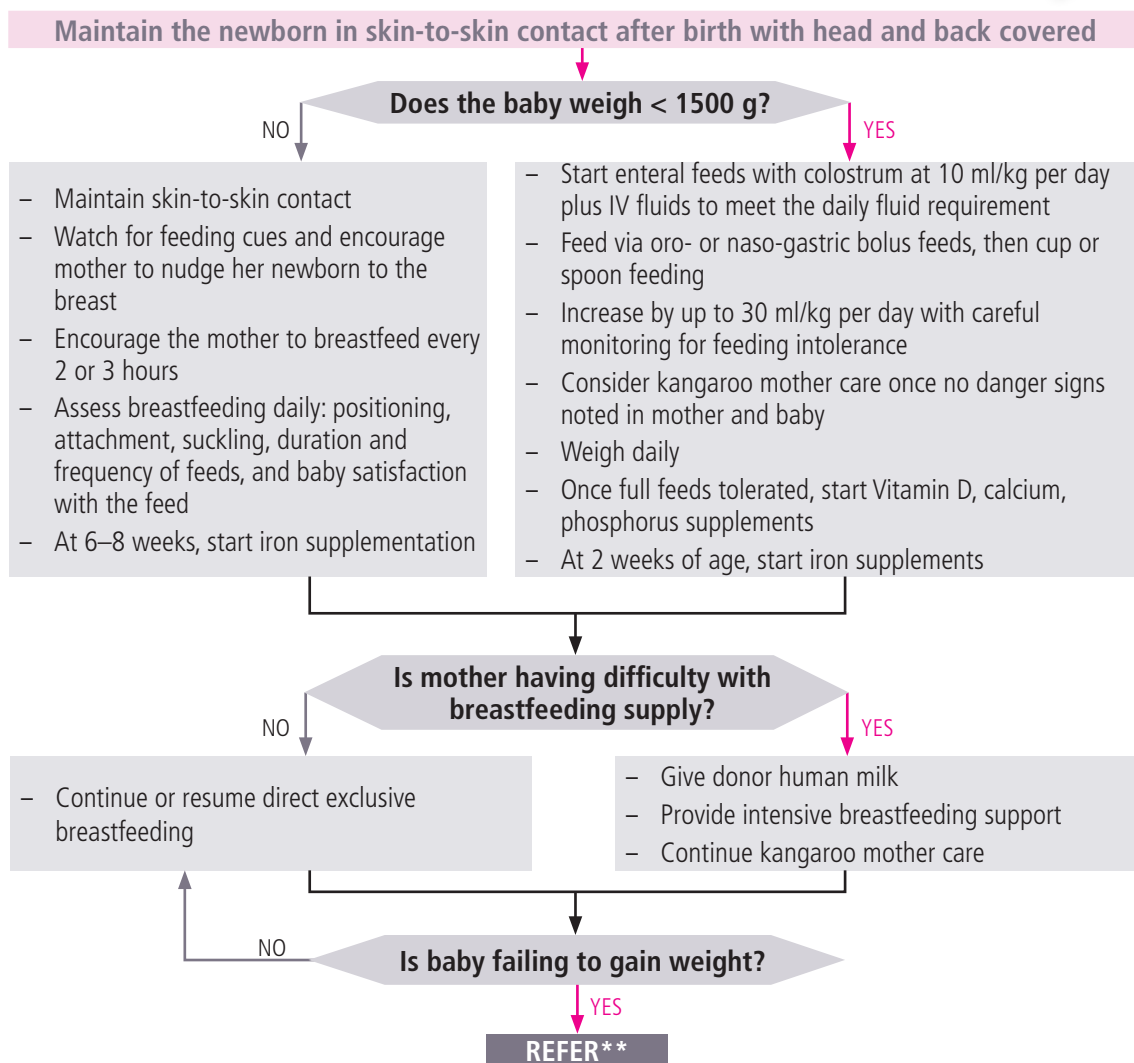 Maintain the newborn in skin-to-skin contact after birth with head and back covered
Does the baby weigh < 1500 g?
NO
YES
– Maintain skin-to-skin contact
– Watch for feeding cues and encourage
mother to nudge her newborn to the
breast
– Encourage the mother to breastfeed every
2 or 3 hours
– Assess breastfeeding daily: positioning,
attachment, suckling, duration and
frequency of feeds, and baby satisfaction
with the feed
– At 6–8 weeks, start iron supplementation
– Start enteral feeds with colostrum at 10 ml/kg per day
plus IV fluids to meet the daily fluid requirement
– Feed via oro- or naso-gastric bolus feeds, then cup or
spoon feeding
– Increase by up to 30 ml/kg per day with careful
monitoring for feeding intolerance
– Consider kangaroo mother care once no danger signs
noted in mother and baby
– Weigh daily
– Once full feeds tolerated, start Vitamin D, calcium,
phosphorus supplements
– At 2 weeks of age, start iron supplements
Is mother having difficulty with
breastfeeding supply?
NO
YES
– Continue or resume direct exclusive
breastfeeding
– Give donor human milk
– Provide intensive breastfeeding support
– Continue kangaroo mother care
NO
Is baby failing to gain weight?
YES
REFER**